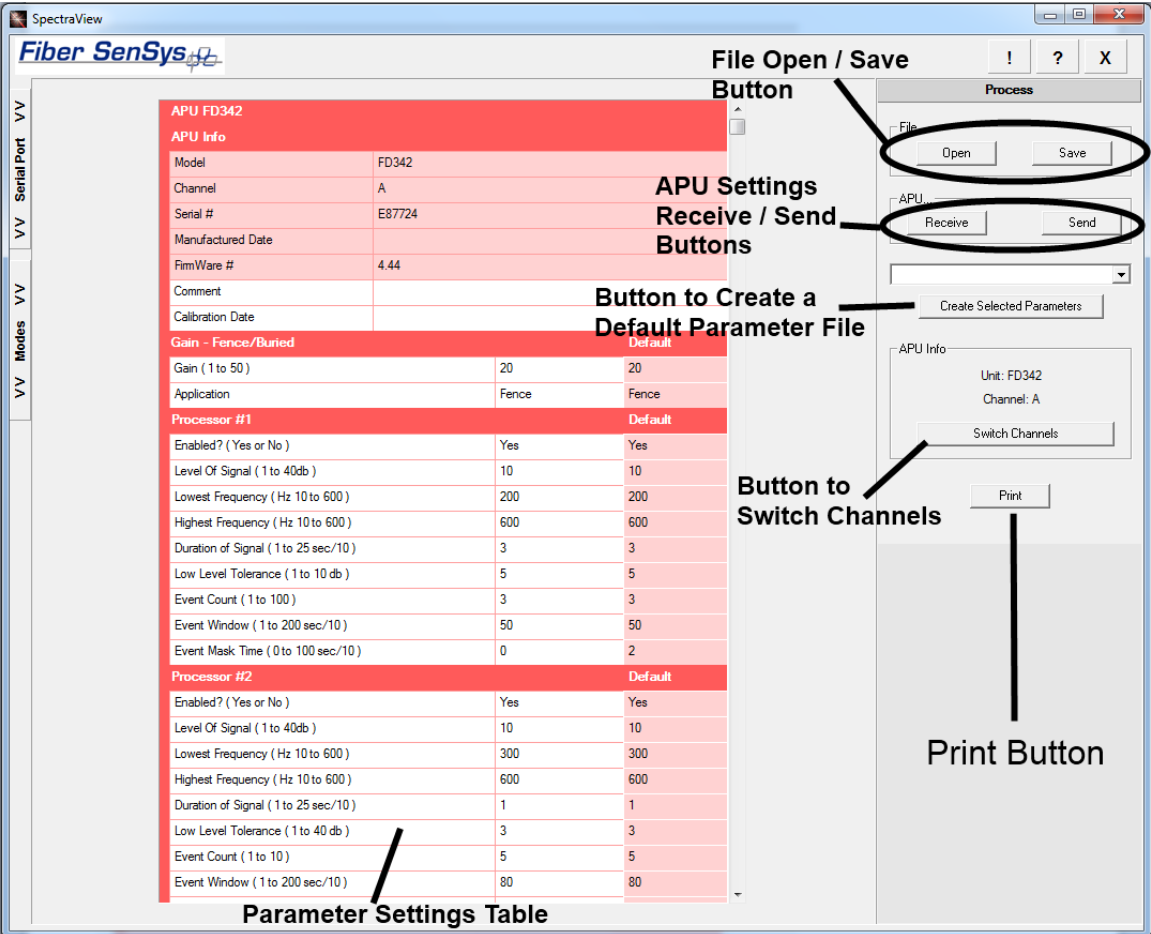 SpectraView
Fiber SenSys
! ? X
File Open / Save
Button
Process
File
Open Save
APU Settings
Receive / Send
Buttons
APU...
Receive Send
Button to Create a
Default Parameter File
Create Selected Parameters
APU Info
Unit: FD342
Channel: A
Switch Channels
Button to
Switch Channels
Print
Print Button
VV Serial Port VV
VV Modes VV
APU FD342
APU Info
Model FD342
Channel A
Serial # E87724
Manufactured Date
FirmWare # 4.44
Comment
Calibration Date
Gain - Fence/Buried Default
Gain ( 1 to 50 ) 20 20
Application Fence Fence
Processor #1 Default
Enabled? ( Yes or No ) Yes Yes
Level Of Signal ( 1 to 40db ) 10 10
Lowest Frequency ( Hz 10 to 600 ) 200 200
Highest Frequency ( Hz 10 to 600 ) 600 600
Duration of Signal ( 1 to 25 sec/10 ) 3 3
Low Level Tolerance ( 1 to 10 db ) 5 5
Event Count ( 1 to 100 ) 3 3
Event Window ( 1 to 200 sec/10 ) 50 50
Event Mask Time ( 0 to 100 sec/10 ) 0 2
Processor #2 Default
Enabled? ( Yes or No ) Yes Yes
Level Of Signal ( 1 to 40db ) 10 10
Lowest Frequency ( Hz 10 to 600 ) 300 300
Highest Frequency ( Hz 10 to 600 ) 600 600
Duration of Signal ( 1 to 25 sec/10 ) 1 1
Low Level Tolerance ( 1 to 40 db ) 3 3
Event Count ( 1 to 10 ) 5 5
Event Window ( 1 to 200 sec/10 ) 80 80
Parameter Settings Table